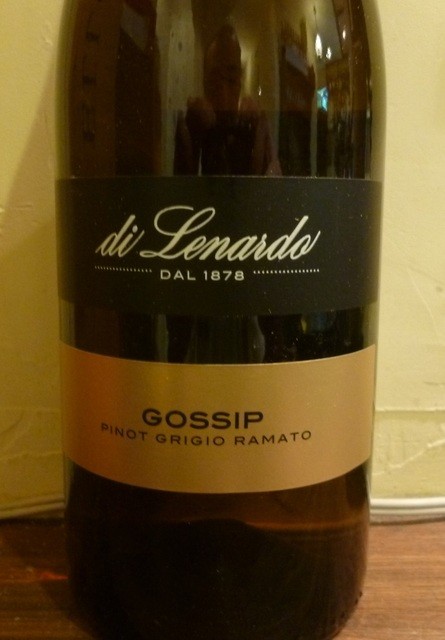 di Lenardo
DAL 1878
GOSSIP
PINOT GRIGIO RAMATO